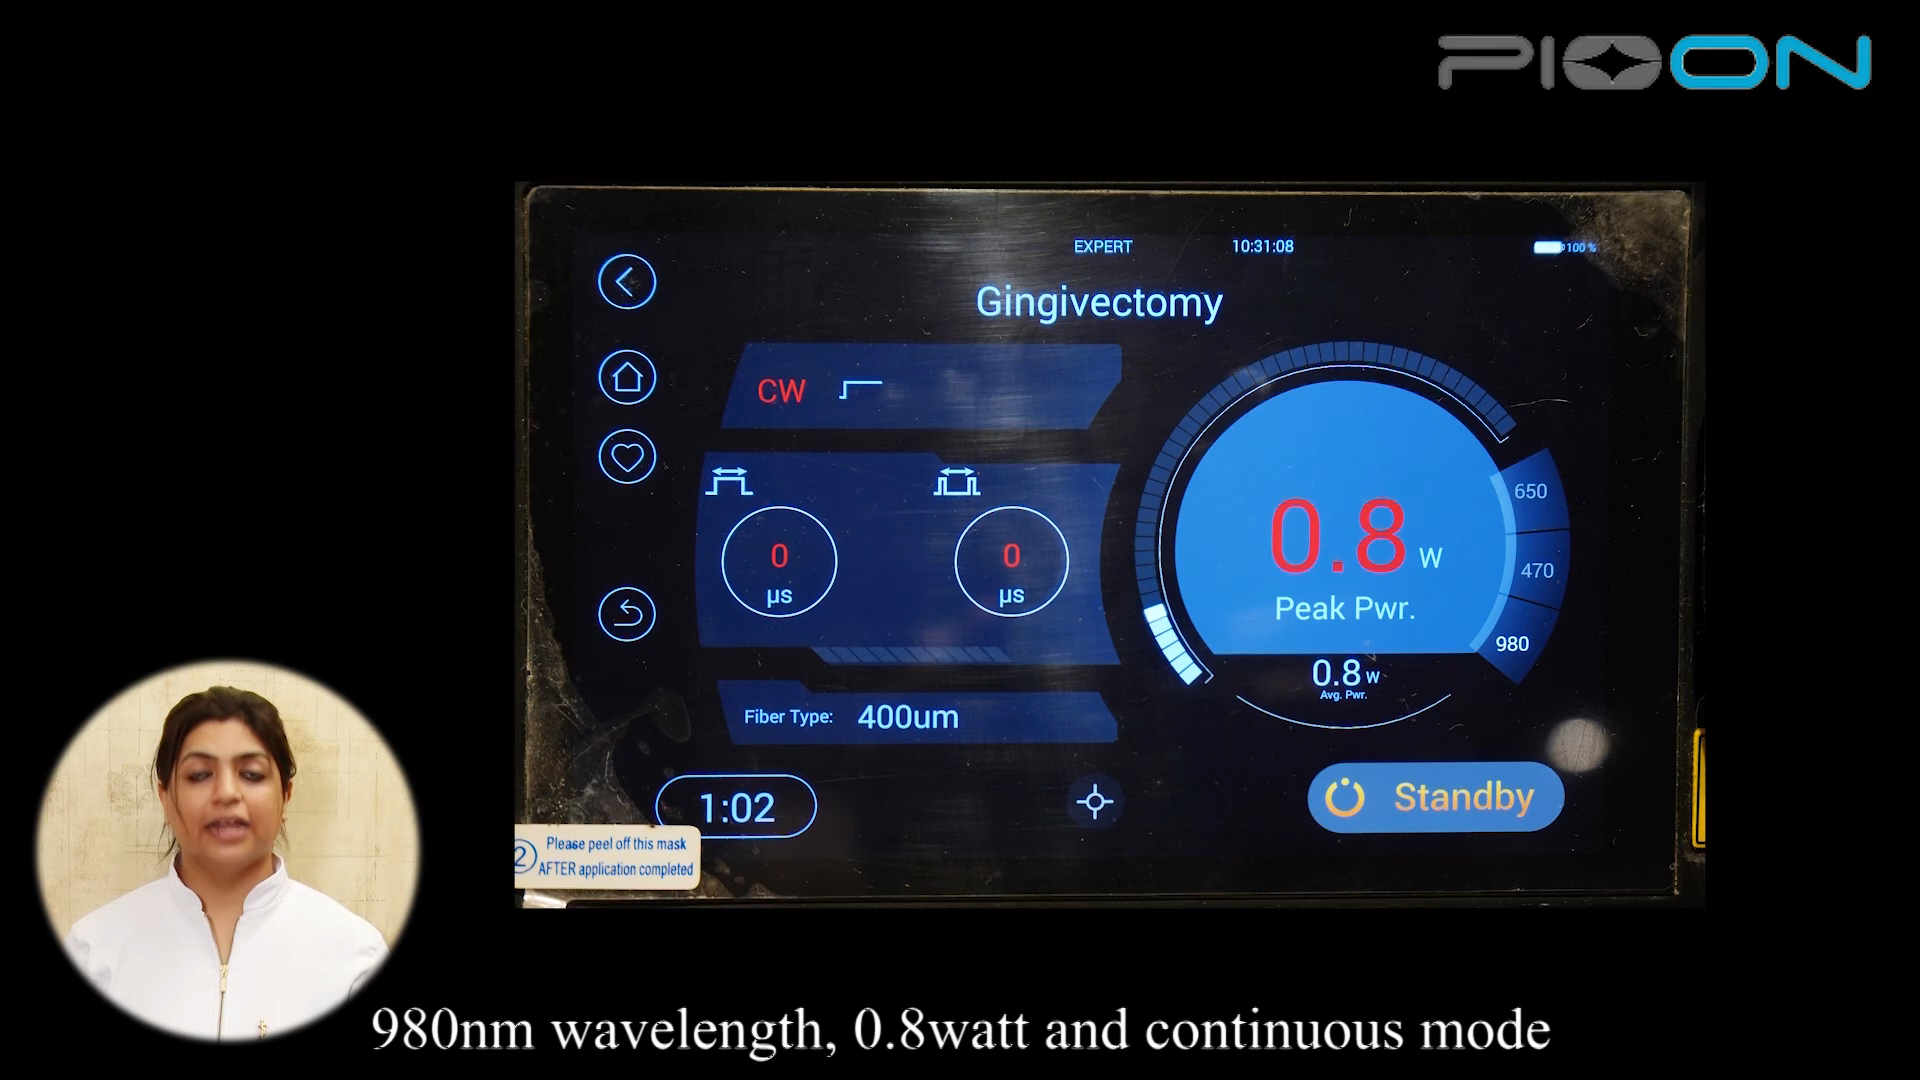 PIOON
EXPERT 10:31:08 100 %
Gingivectomy
CW
650
0 µs
0 µs
0.8 W
470
Peak Pwr.
980
0.8 W
Avg. Pwr.
Fiber Type: 400um
1:02
Standby
2
Please peel off this mask
AFTER application completed
980nm wavelength, 0.8watt and continuous mode